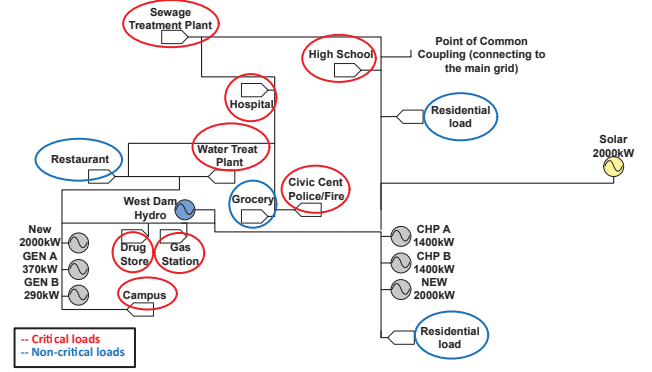 Sewage
Treatment Plant
High School
Point of Common
Coupling (connecting to
the main grid)
Hospital
Residential
load
Solar
2000kW
Restaurant
Water Treat
Plant
West Dam
Hydro
Grocery
Civic Cent
Police/Fire
New
2000kW
GEN A
370kW
GEN B
290kW
Drug
Store
Gas
Station
Campus
CHP A
1400kW
CHP B
1400kW
NEW
2000kW
Residential
load
-- Critical loads
-- Non-critical loads